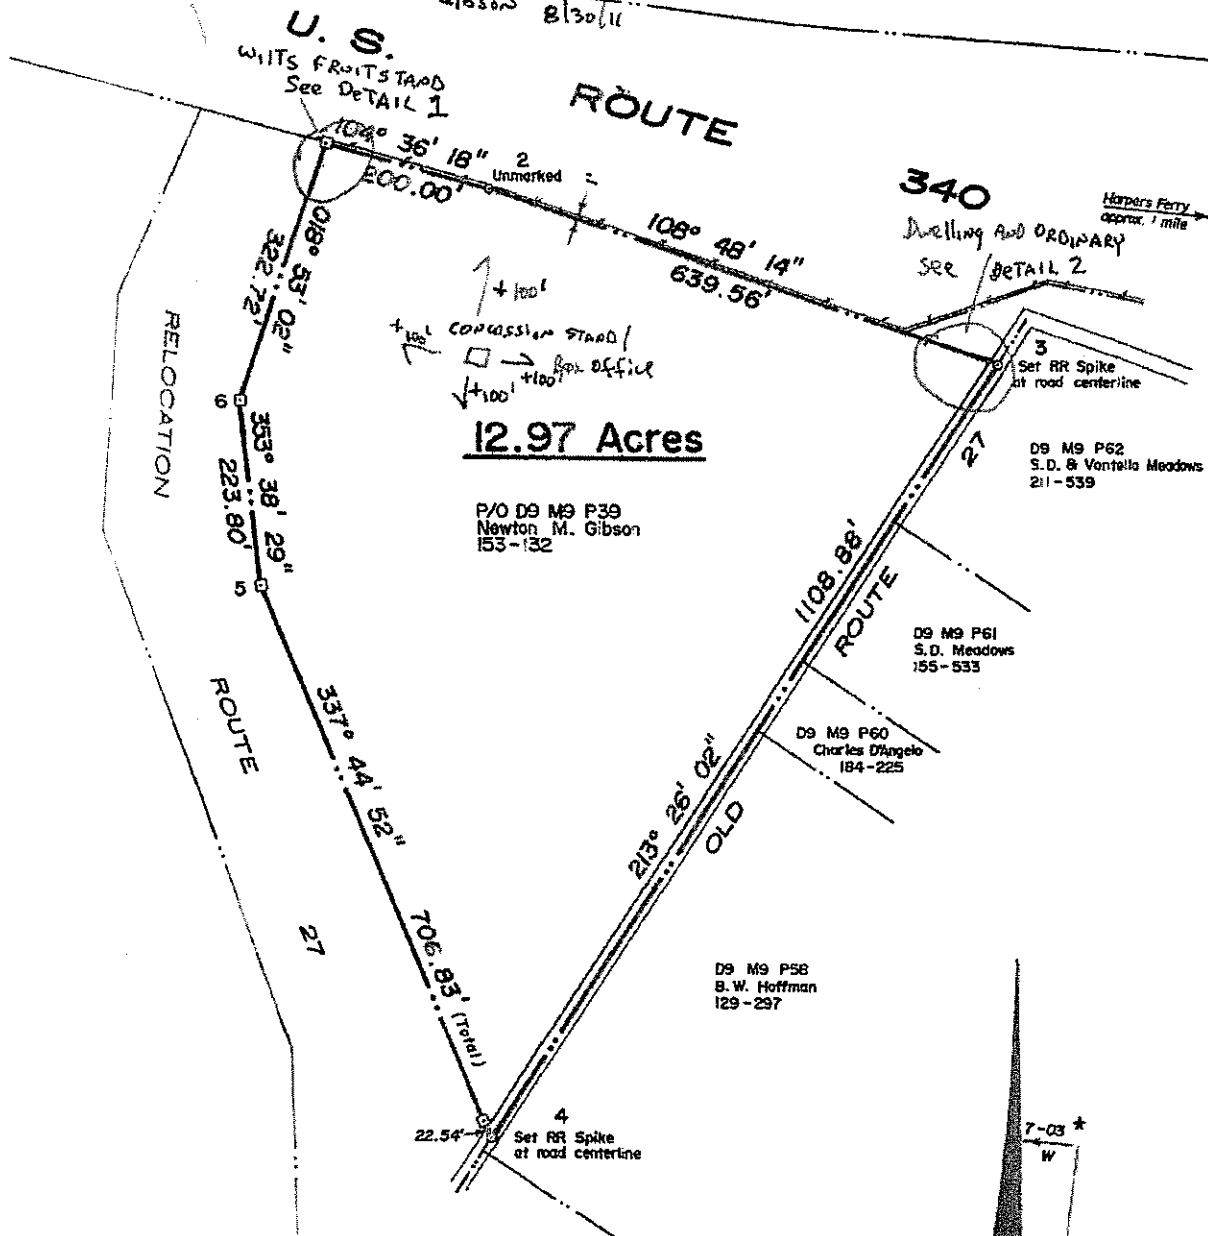 GIBSON 8/30/11
U. S.
WILTS FRUITSTAND
See DETAIL 1
ROUTE
340
Harpers Ferry
approx. 1 mile
Dwelling AND ORDINARY
See DETAIL 2
104° 36' 18"
200.00'
2
Unmarked
108° 48' 14"
639.56'
3
Set RR Spike
at road centerline
018° 53' 02"
322.72'
+100'
+100' CONCESSION STAND/
+100' Box Office
+100'
12.97 Acres
P/O D9 M9 P39
Newton M. Gibson
153-132
RELOCATION
6
353° 38' 29"
223.80'
5
27
D9 M9 P62
S.D. & Vontella Meadows
211-539
1108.88'
ROUTE
D9 M9 P61
S.D. Meadows
155-533
D9 M9 P60
Charles D'Angelo
184-225
ROUTE
337° 44' 52"
213° 26' 02"
OLD
706.83' (Total)
27
D9 M9 P58
B.W. Hoffman
129-297
22.54'
4
Set RR Spike
at road centerline
7-03 *
W